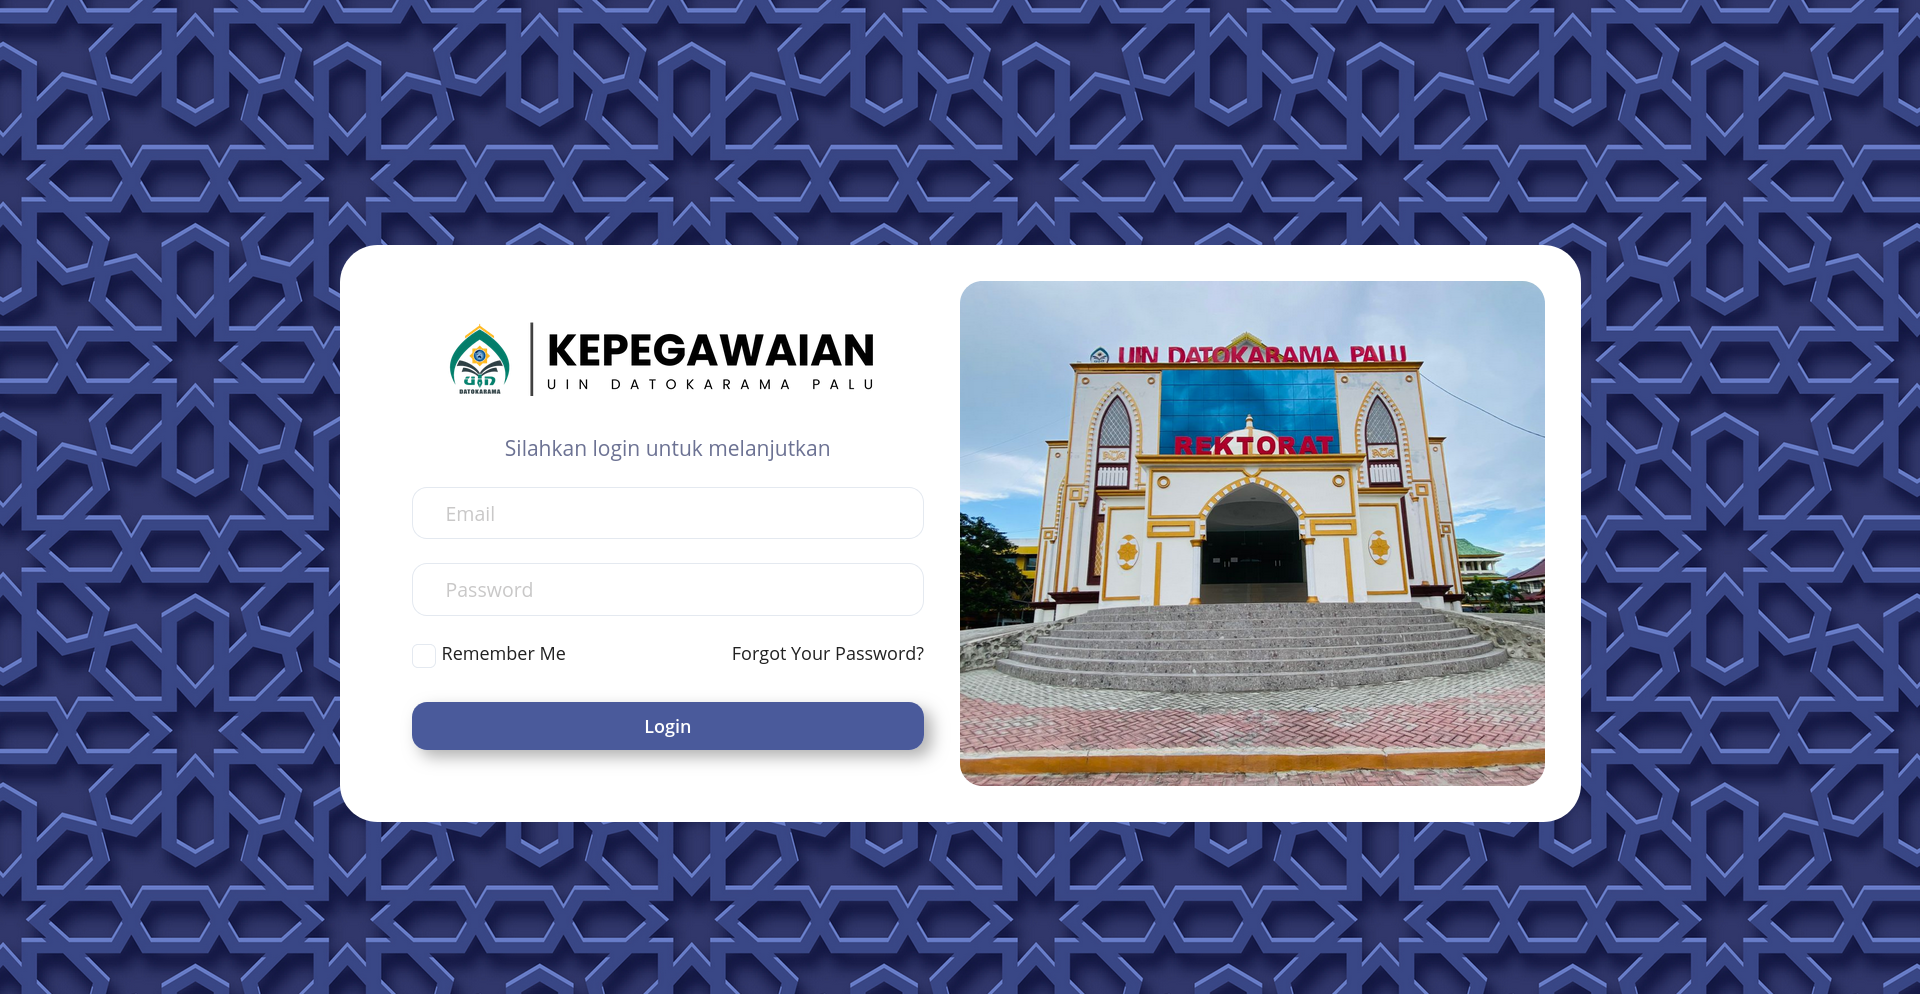 KEPEGAWAIAN
UIN DATOKARAMA PALU
UIN
DATOKARAMA
Silahkan login untuk melanjutkan
Email
Password
Remember Me
Forgot Your Password?
Login
UIN DATOKARAMA PALU
REKTORAT